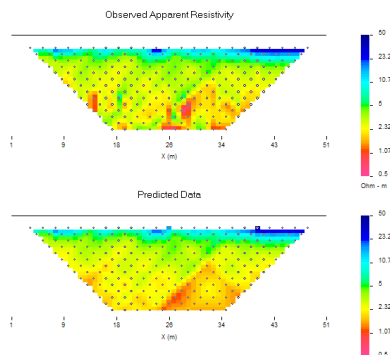 Observed Apparent Resistivity
50
23.2
10.7
5
2.32
1.07
0.5
Ohm - m
1 9 18 26 34 43 51
X (m)
Predicted Data
50
23.2
10.7
5
2.32
1.07
0.5
1 9 18 26 34 43 51
X (m)